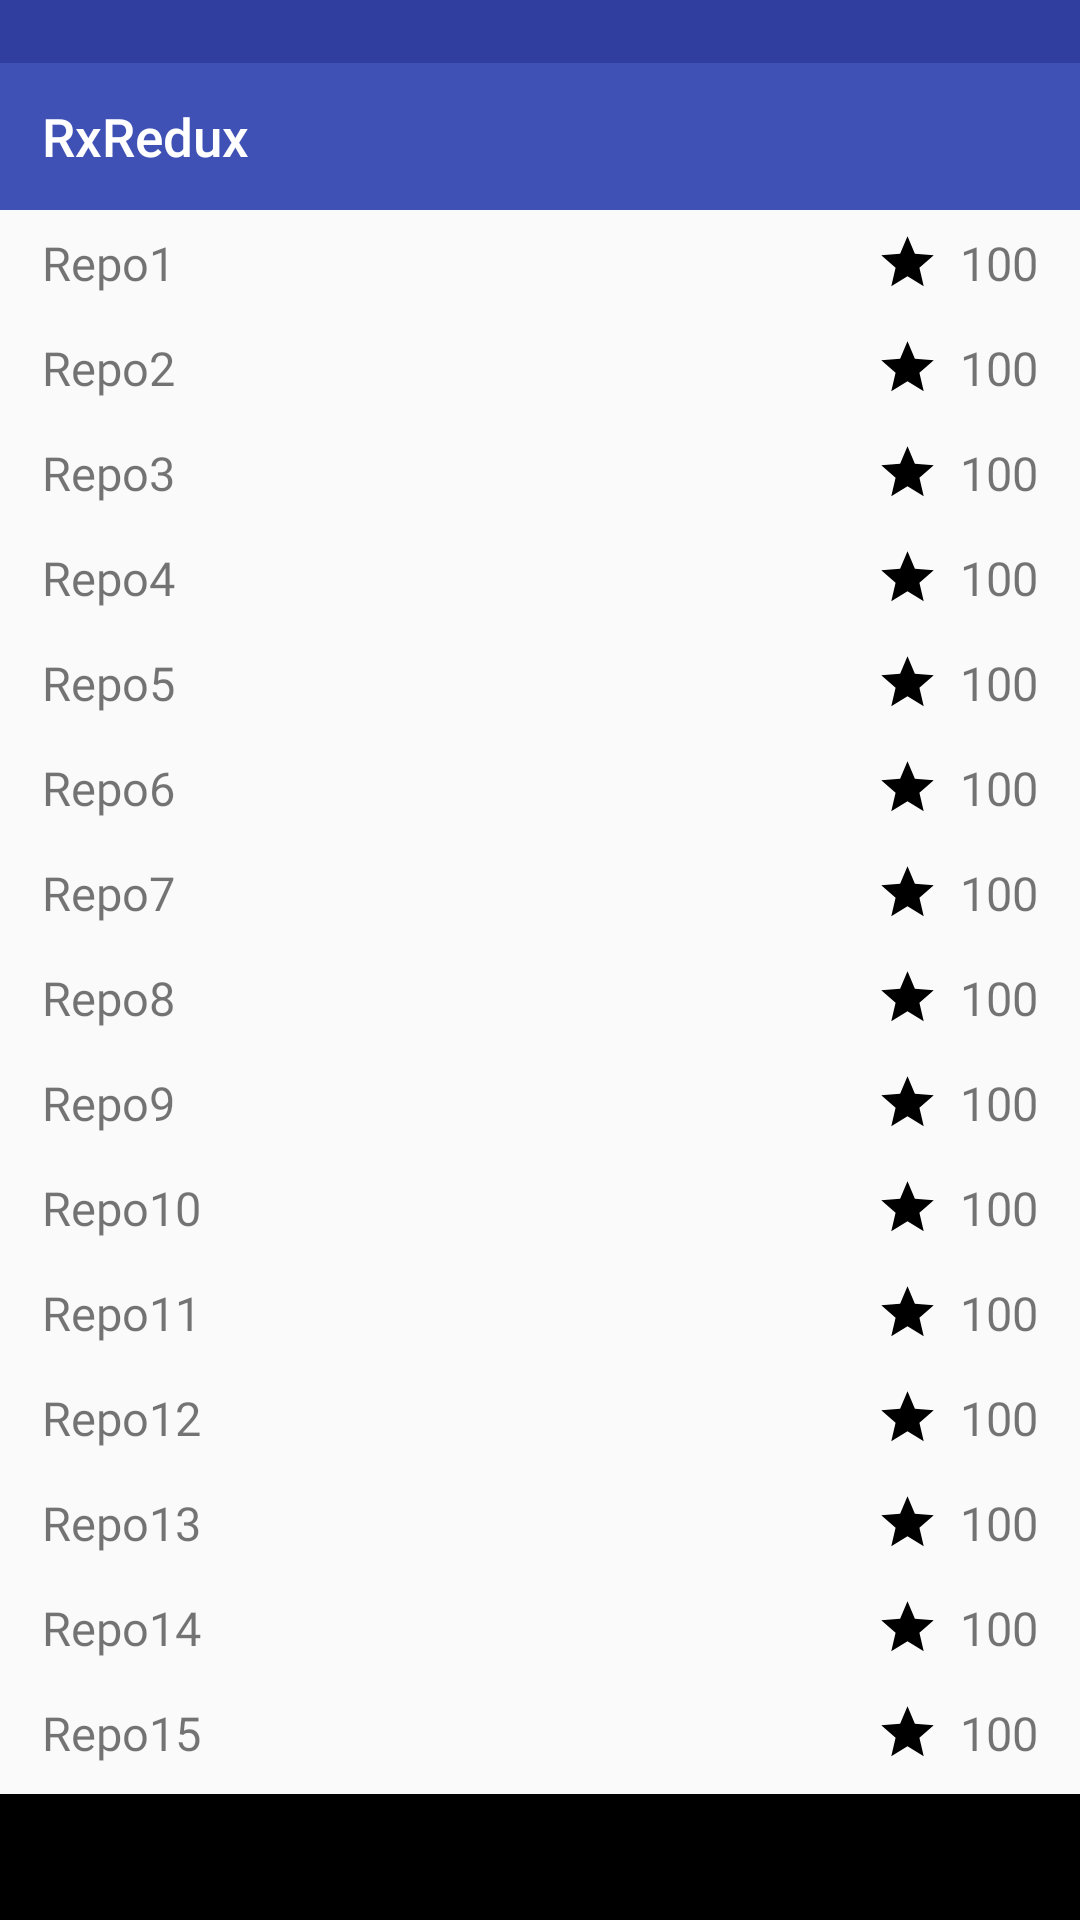 RxRedux
Repo1 100
Repo2 100
Repo3 100
Repo4 100
Repo5 100
Repo6 100
Repo7 100
Repo8 100
Repo9 100
Repo10 100
Repo11 100
Repo12 100
Repo13 100
Repo14 100
Repo15 100